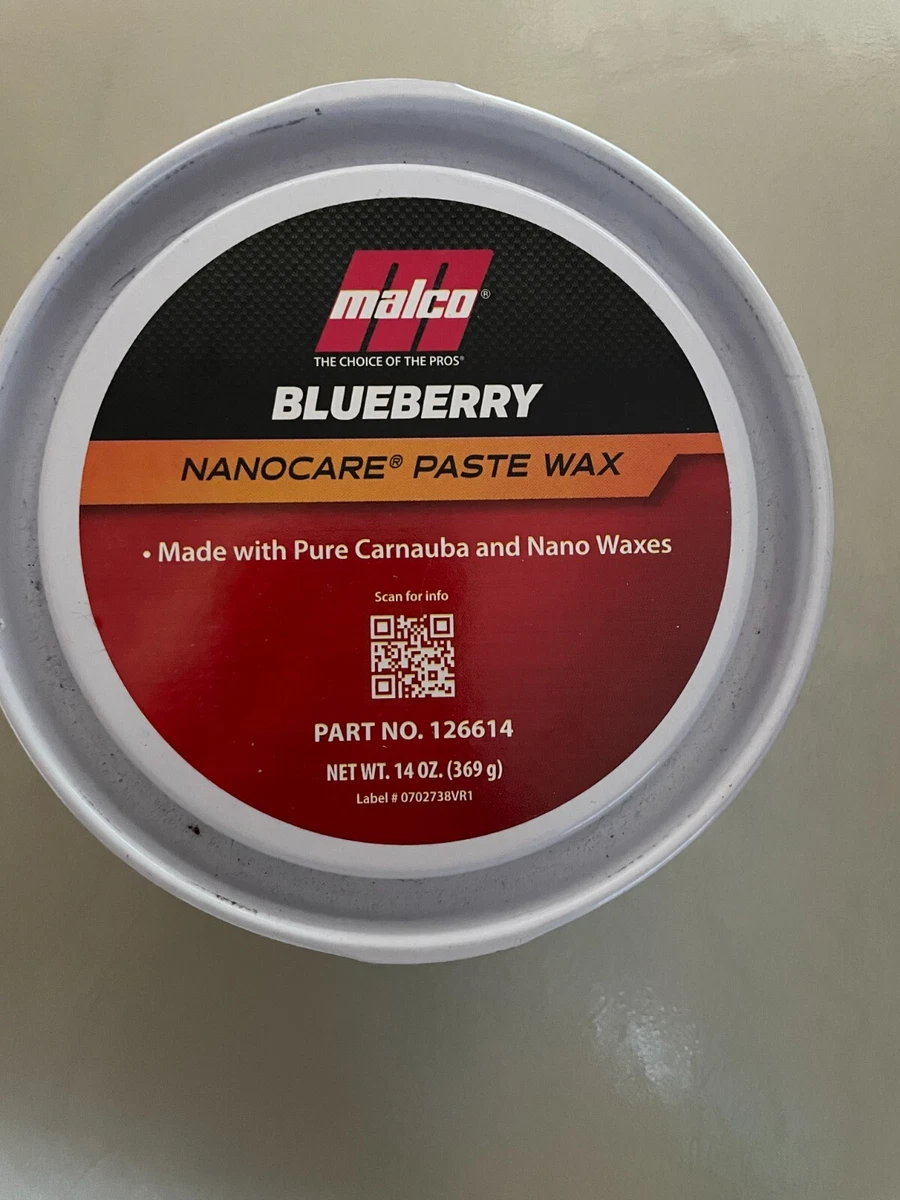 malco®
THE CHOICE OF THE PROS®
BLUEBERRY
NANOCARE® PASTE WAX
• Made with Pure Carnauba and Nano Waxes
Scan for info
PART NO. 126614
NET WT. 14 OZ. (369 g)
Label # 0702738VR1